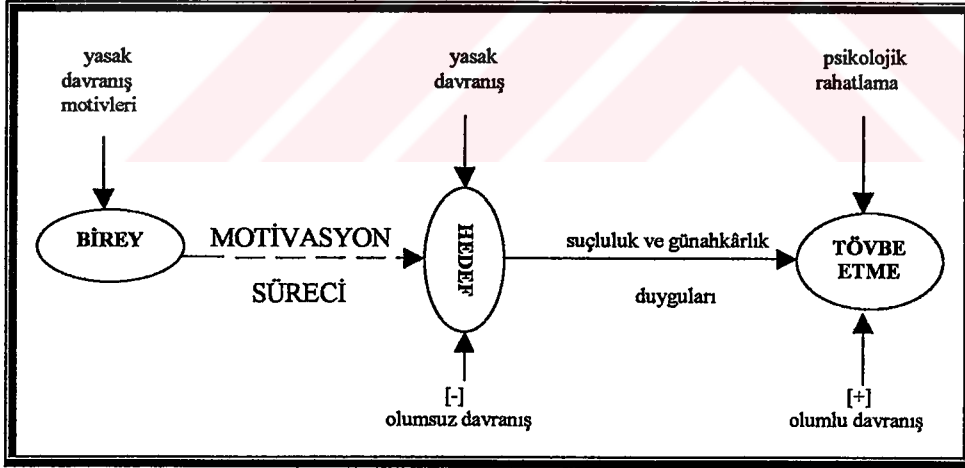 yasak
davranış
motivleri
yasak
davranış
psikolojik
rahatlama
BİREY
MOTİVASYON
SÜRECİ
HEDEF
suçluluk ve günahkârlık
duyguları
TÖVBE
ETME
[-]
olumsuz davranış
[+]
olumlu davranış